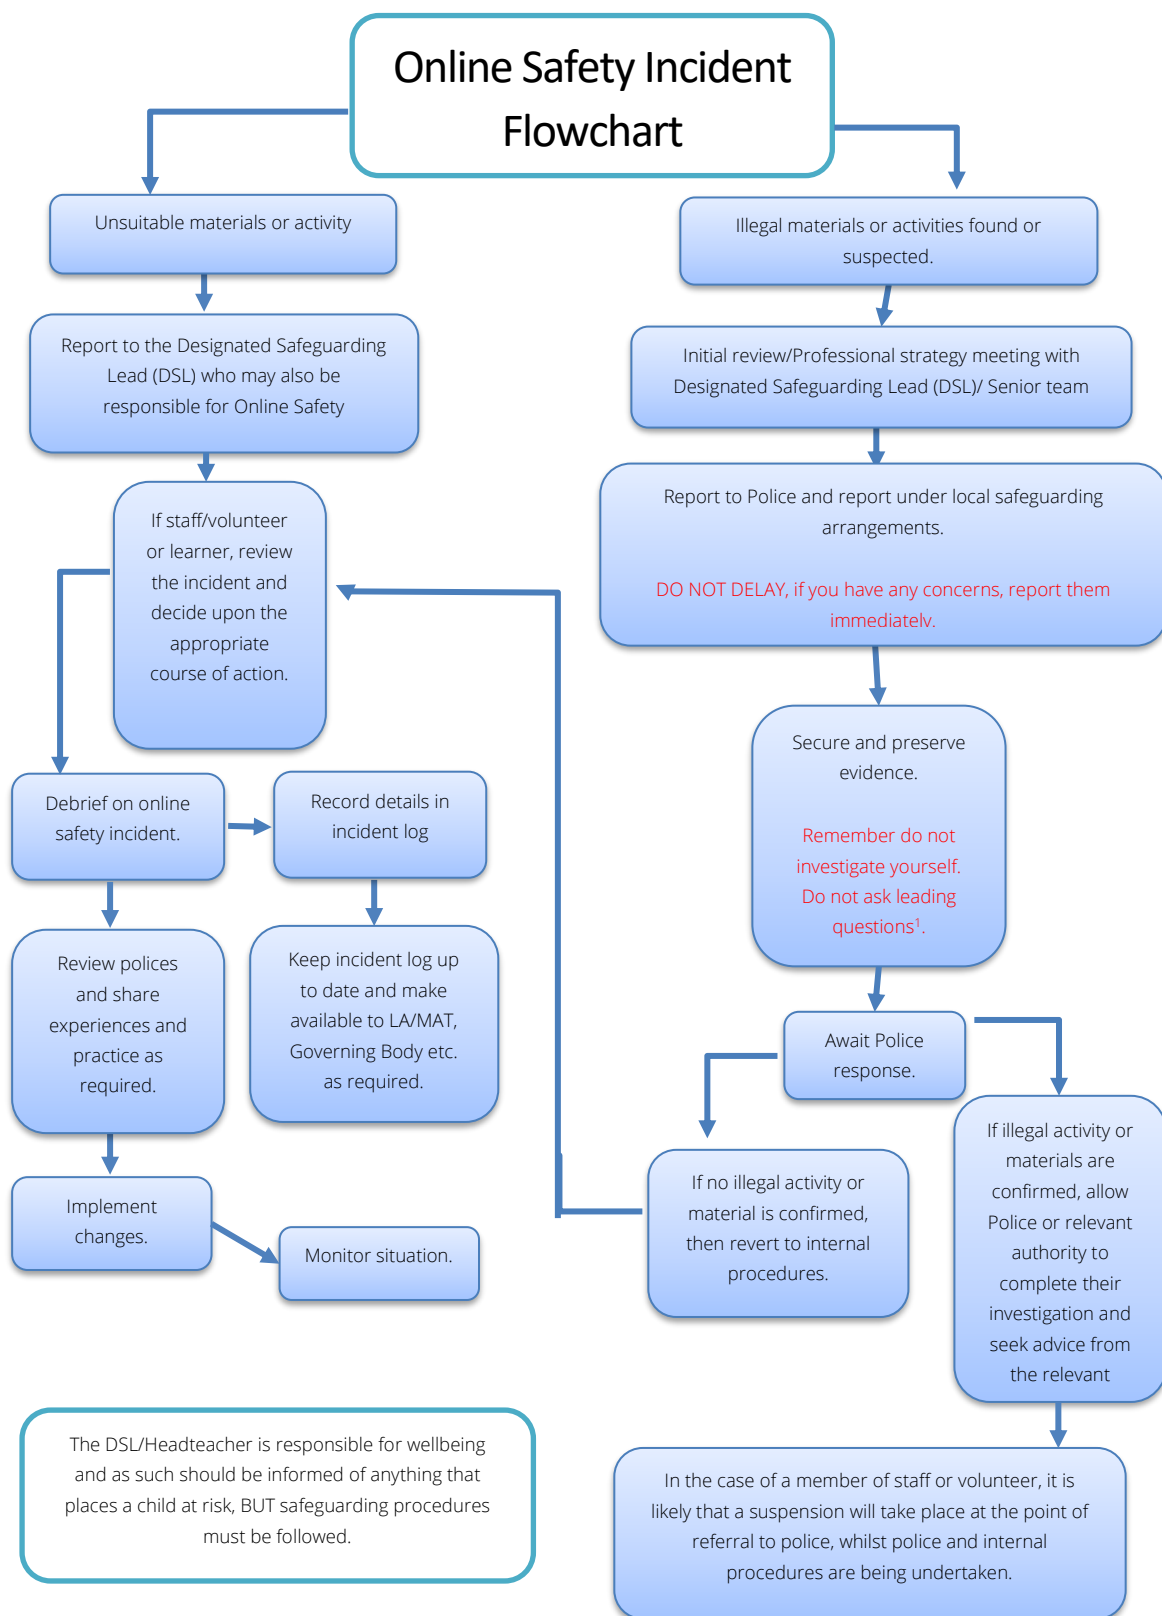 Online Safety Incident
Flowchart
Unsuitable materials or activity
Report to the Designated Safeguarding
Lead (DSL) who may also be
responsible for Online Safety
If staff/volunteer
or learner, review
the incident and
decide upon the
appropriate
course of action.
Debrief on online
safety incident.
Record details in
incident log
Review polices
and share
experiences and
practice as
required.
Keep incident log up
to date and make
available to LA/MAT,
Governing Body etc.
as required.
Implement
changes.
Monitor situation.
Illegal materials or activities found or
suspected.
Initial review/Professional strategy meeting with
Designated Safeguarding Lead (DSL)/ Senior team
Report to Police and report under local safeguarding
arrangements.
DO NOT DELAY, if you have any concerns, report them
immediately.
Secure and preserve
evidence.
Remember do not
investigate yourself.
Do not ask leading
questions¹.
Await Police
response.
If no illegal activity or
material is confirmed,
then revert to internal
procedures.
If illegal activity or
materials are
confirmed, allow
Police or relevant
authority to
complete their
investigation and
seek advice from
the relevant
In the case of a member of staff or volunteer, it is
likely that a suspension will take place at the point of
referral to police, whilst police and internal
procedures are being undertaken.
The DSL/Headteacher is responsible for wellbeing
and as such should be informed of anything that
places a child at risk, BUT safeguarding procedures
must be followed.